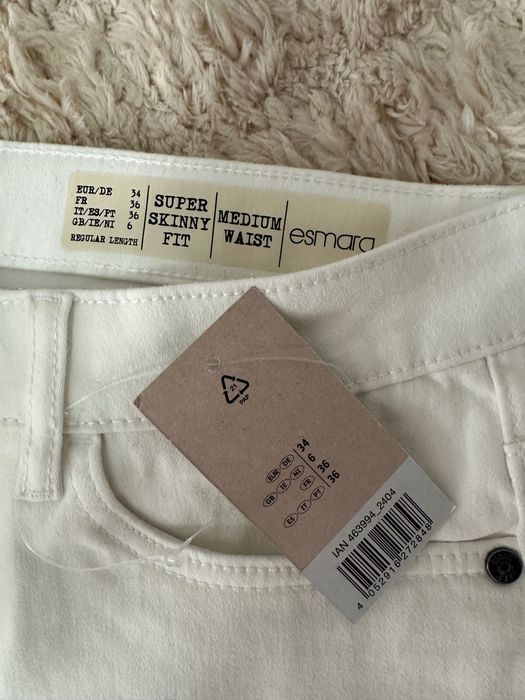 EUR/DE 34
FR 36
IT/ES/PT 36
GB/IE/NI 6
REGULAR LENGTH
SUPER
SKINNY
FIT
MEDIUM
WAIST
esmara
21
PAP
EUR DE 34
GB IE NI 6
FR 36
ES IT PT 36
IAN 463994_2404
4 052916 272848